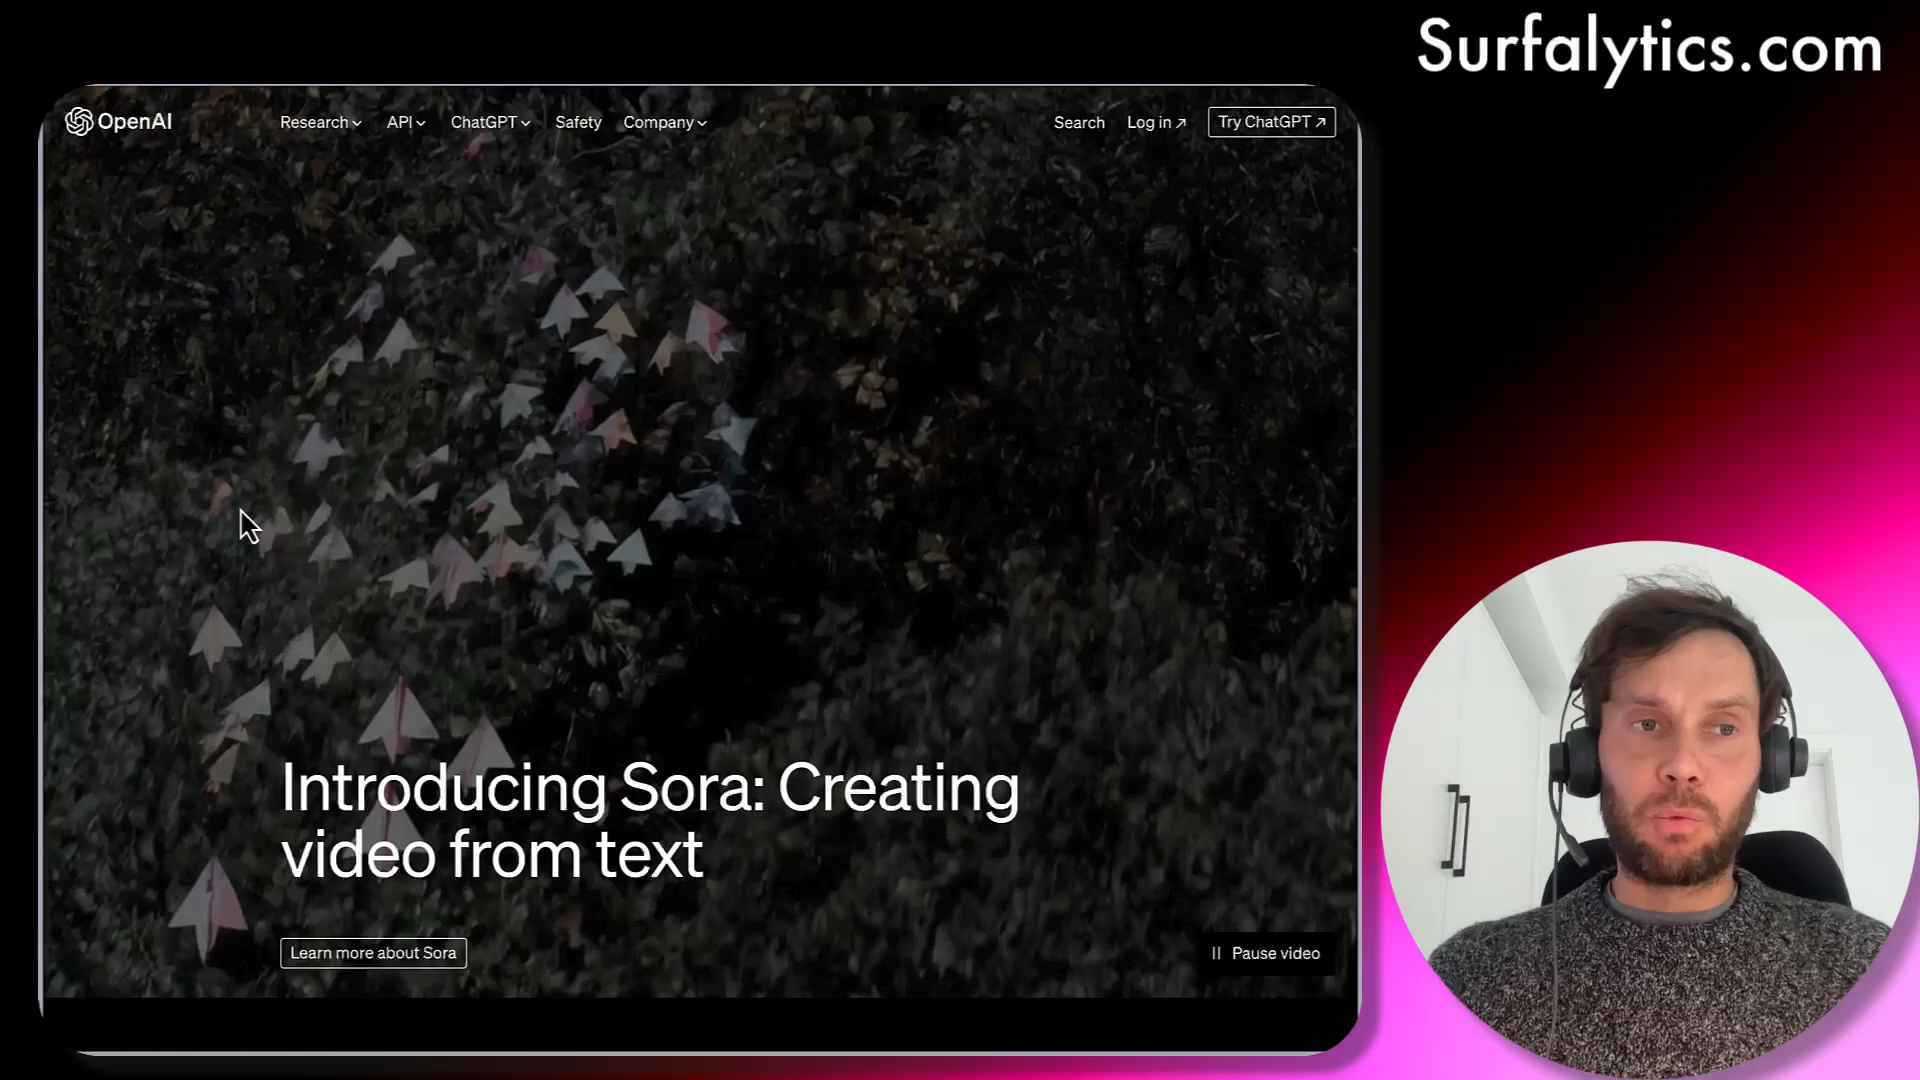 Surfalytics.com
OpenAI
Research
API
ChatGPT
Safety
Company
Search
Log in ↗
Try ChatGPT ↗
Introducing Sora: Creating
video from text
Learn more about Sora
Pause video